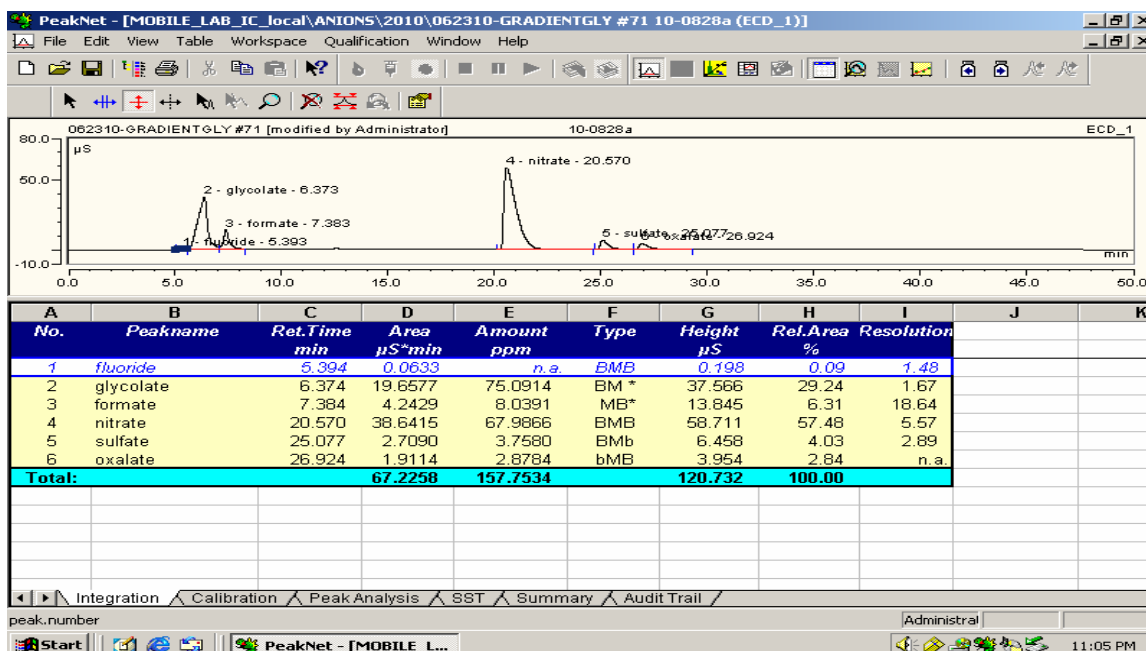 PeakNet - [MOBILE_LAB_IC_local\ANIONS\2010\062310-GRADIENTGLY #71 10-0828a (ECD_1)]
File Edit View Table Workspace Qualification Window Help
062310-GRADIENTGLY #71 [modified by Administrator] 10-0828a ECD_1
80.0
µS
50.0
-10.0
1 - fluoride - 5.393
2 - glycolate - 6.373
3 - formate - 7.383
4 - nitrate - 20.570
5 - sulfate - 25.077
6 - oxalate - 26.924
min
0.0 5.0 10.0 15.0 20.0 25.0 30.0 35.0 40.0 45.0 50.0
A B C D E F G H I J K
No. Peakname Ret.Time Area Amount Type Height Rel.Area Resolution
min µS*min ppm µS %
1 fluoride 5.394 0.0633 n.a. BMB 0.198 0.09 1.48
2 glycolate 6.374 19.6577 75.0914 BM * 37.566 29.24 1.67
3 formate 7.384 4.2429 8.0391 MB* 13.845 6.31 18.64
4 nitrate 20.570 38.6415 67.9866 BMB 58.711 57.48 5.57
5 sulfate 25.077 2.7090 3.7580 BMb 6.458 4.03 2.89
6 oxalate 26.924 1.9114 2.8784 bMB 3.954 2.84 n.a.
Total: 67.2258 157.7534 120.732 100.00
Integration Calibration Peak Analysis SST Summary Audit Trail
peak.number Administral
Start PeakNet - [MOBILE_L... 11:05 PM